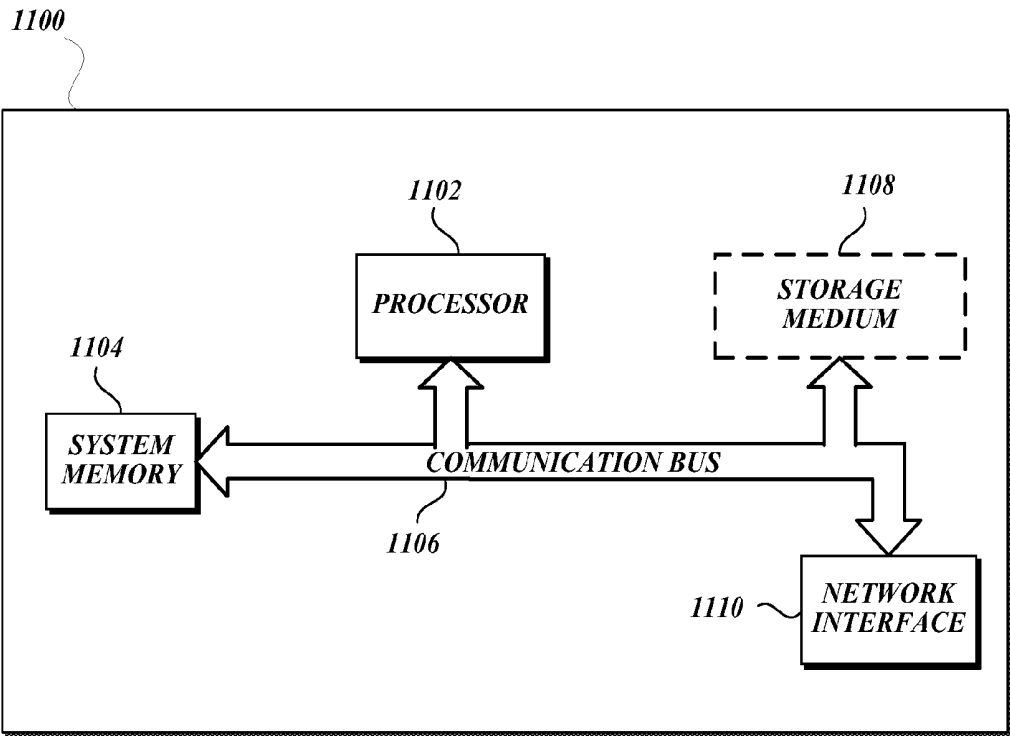 1100
1102
1108
PROCESSOR
STORAGE
MEDIUM
1104
SYSTEM
MEMORY
COMMUNICATION BUS
1106
1110
NETWORK
INTERFACE